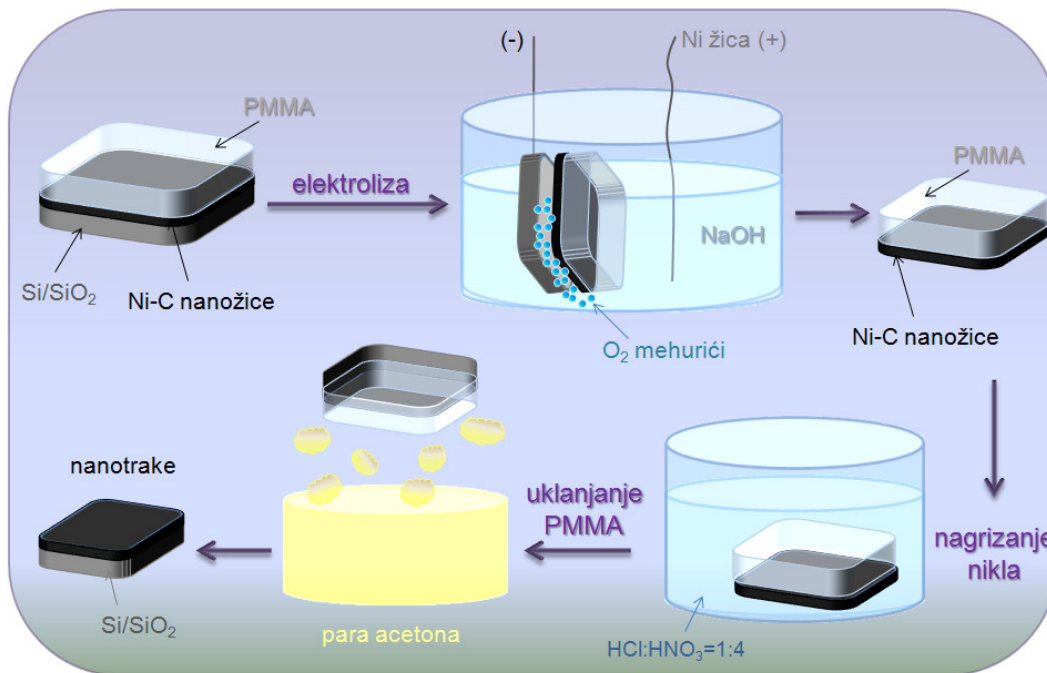 (-)
Ni žica (+)
PMMA
elektroliza
NaOH
PMMA
Si/SiO2
Ni-C nanožice
O2 mehurići
Ni-C nanožice
nanotrake
uklanjanje
PMMA
nagrizanje
nikla
Si/SiO2
para acetona
HCl:HNO3=1:4